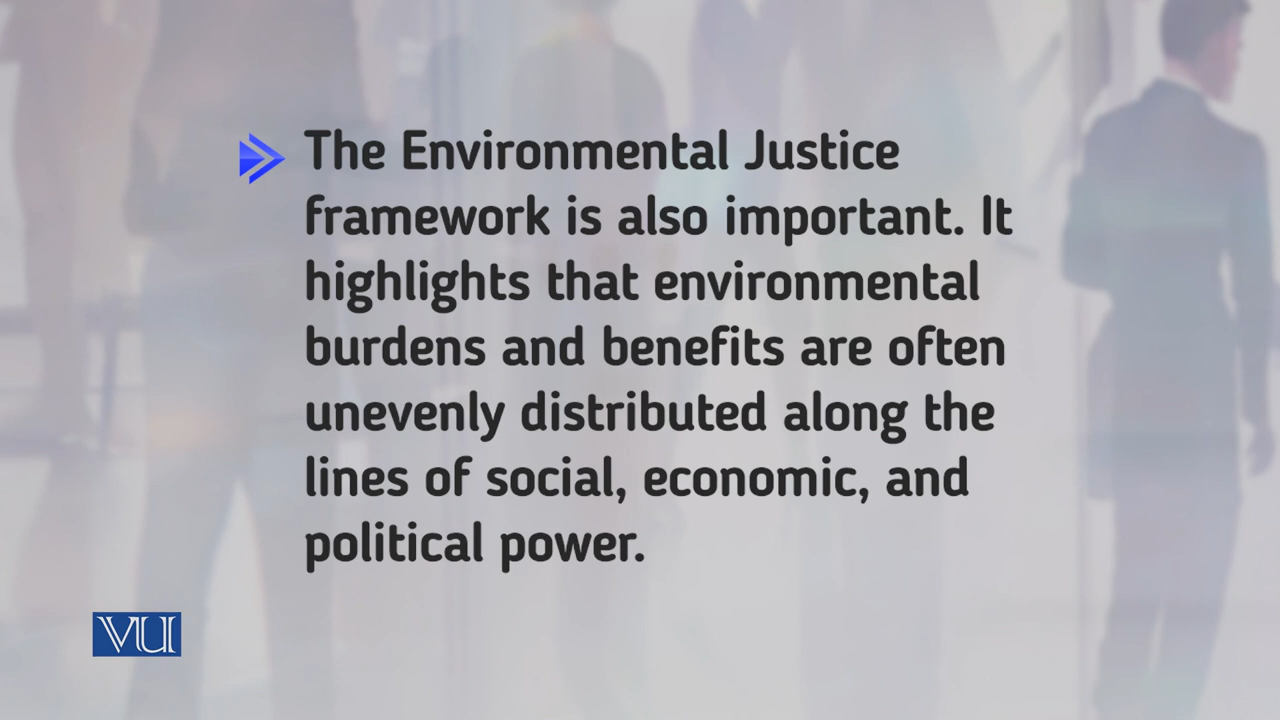 The Environmental Justice
framework is also important. It
highlights that environmental
burdens and benefits are often
unevenly distributed along the
lines of social, economic, and
political power.
VU